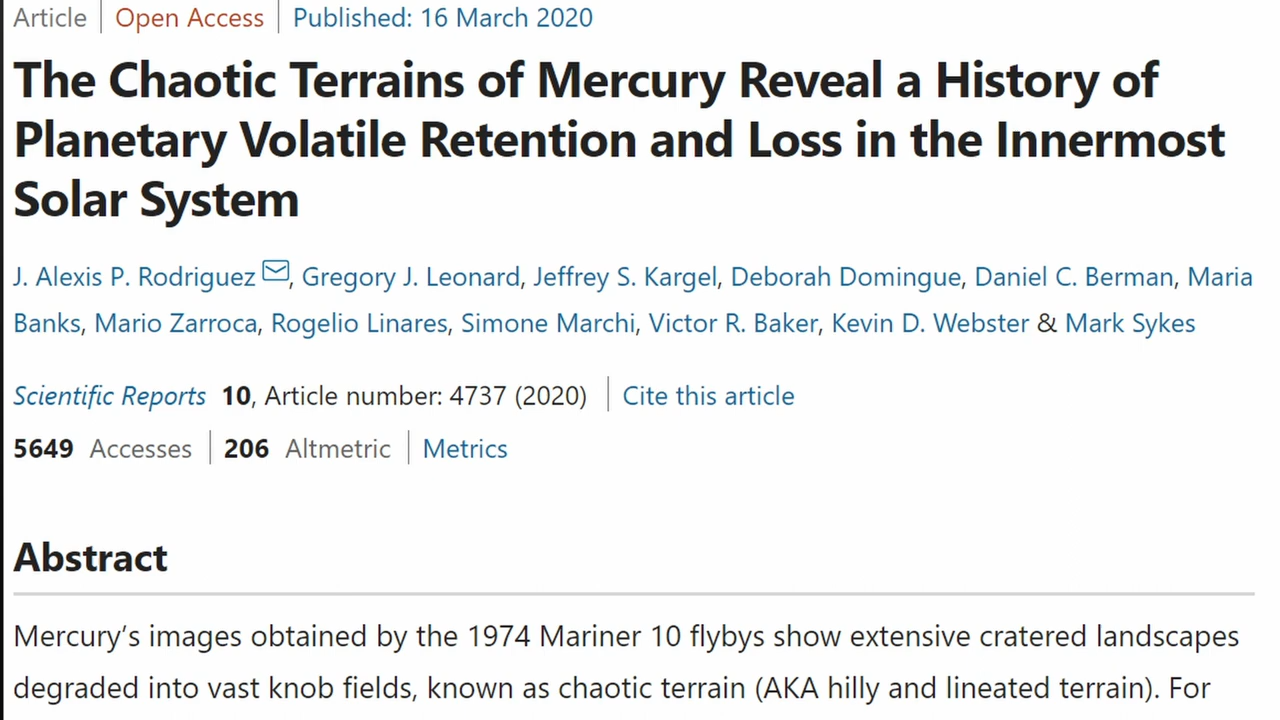 Article | Open Access | Published: 16 March 2020
The Chaotic Terrains of Mercury Reveal a History of
Planetary Volatile Retention and Loss in the Innermost
Solar System
J. Alexis P. Rodriguez, Gregory J. Leonard, Jeffrey S. Kargel, Deborah Domingue, Daniel C. Berman, Maria
Banks, Mario Zarroca, Rogelio Linares, Simone Marchi, Victor R. Baker, Kevin D. Webster & Mark Sykes
Scientific Reports 10, Article number: 4737 (2020) | Cite this article
5649 Accesses | 206 Altmetric | Metrics
Abstract
Mercury’s images obtained by the 1974 Mariner 10 flybys show extensive cratered landscapes
degraded into vast knob fields, known as chaotic terrain (AKA hilly and lineated terrain). For